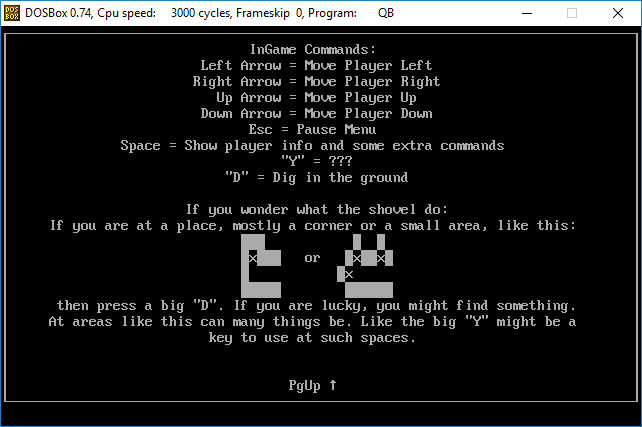 DOSBox 0.74, Cpu speed: 3000 cycles, Frameskip 0, Program: QB
InGame Commands:
Left Arrow = Move Player Left
Right Arrow = Move Player Right
Up Arrow = Move Player Up
Down Arrow = Move Player Down
Esc = Pause Menu
Space = Show player info and some extra commands
"Y" = ???
"D" = Dig in the ground
If you wonder what the shovel do:
If you are at a place, mostly a corner or a small area, like this:
x or x x
x
then press a big "D". If you are lucky, you might find something.
At areas like this can many things be. Like the big "Y" might be a
key to use at such spaces.
PgUp ↑